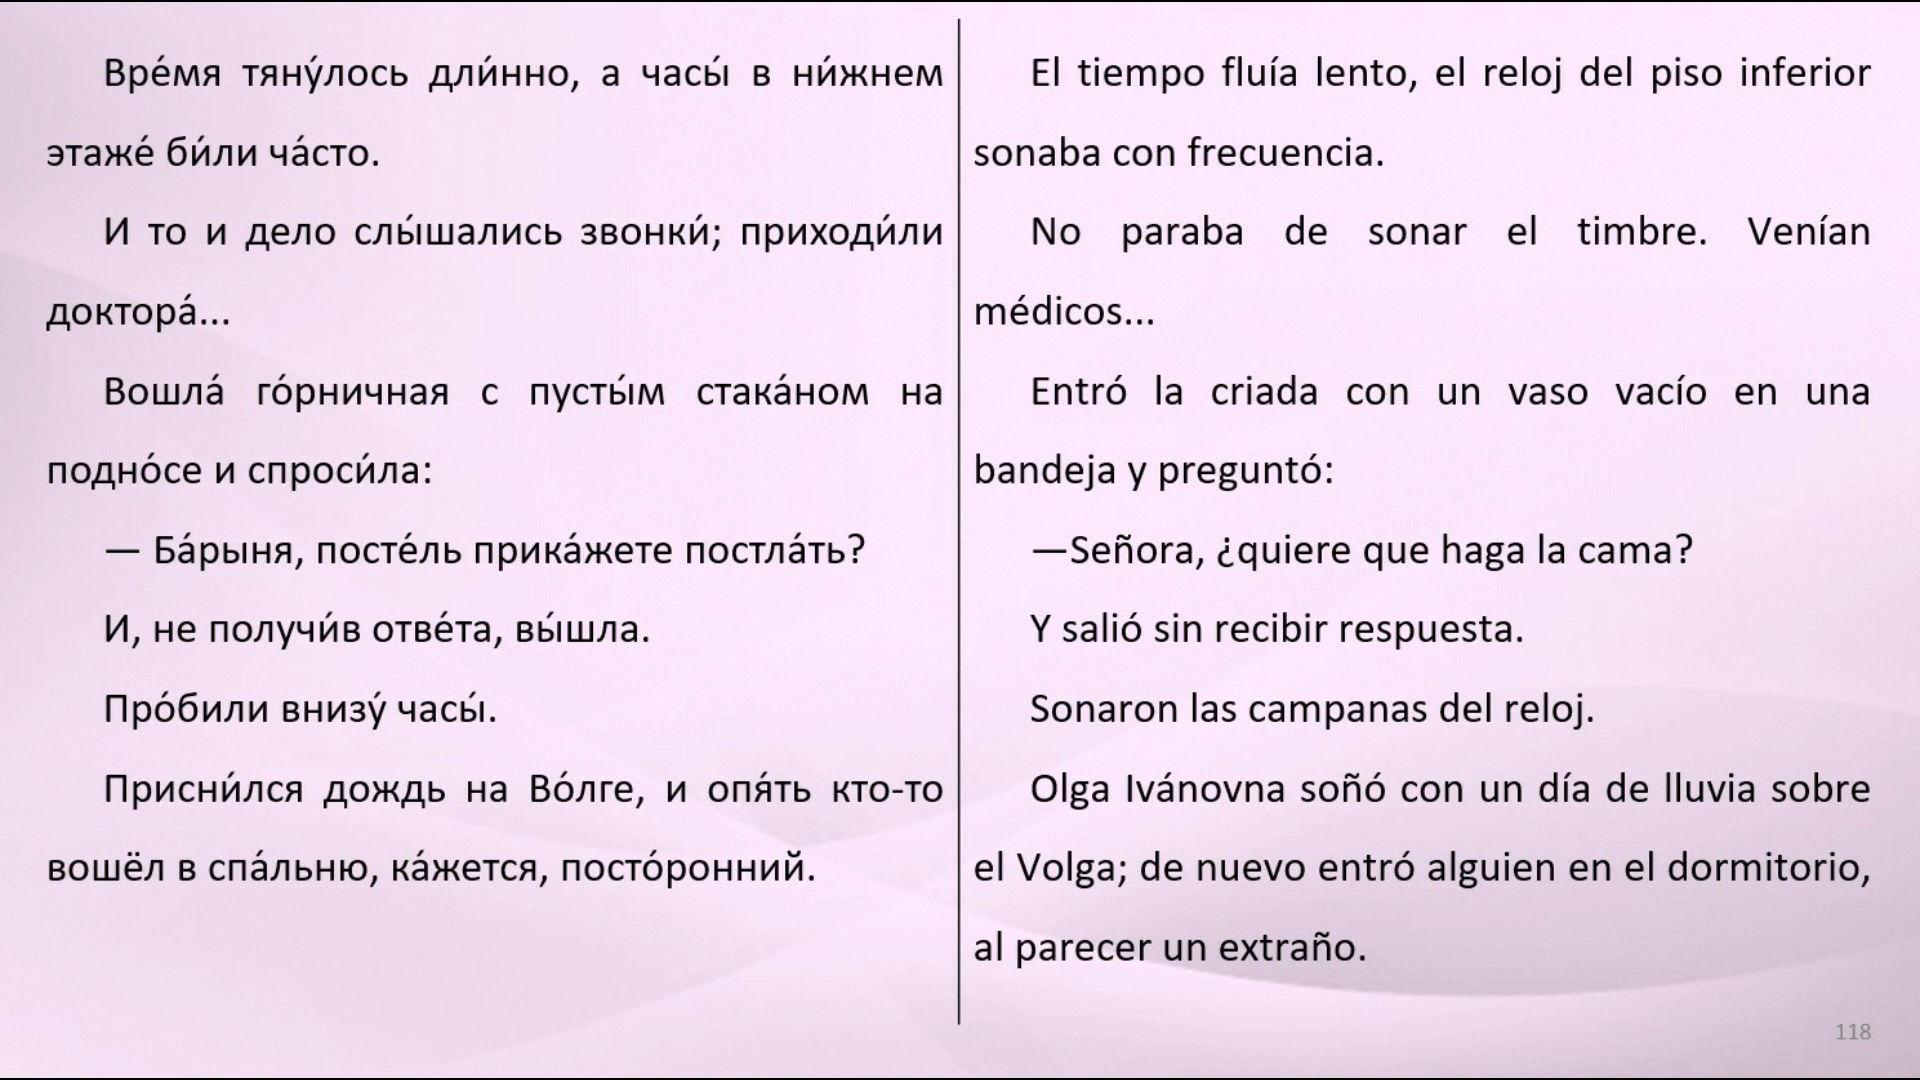 Вре́мя тяну́лось дли́нно, а часы́ в ни́жнем
этаже́ би́ли ча́сто.
И то и дело слы́шались звонки́; приходи́ли
доктора́...
Вошла́ го́рничная с пусты́м стака́ном на
подно́се и спроси́ла:
— Ба́рыня, посте́ль прика́жете постла́ть?
И, не получи́в отве́та, вы́шла.
Про́били внизу́ часы́.
Присни́лся дождь на Во́лге, и опя́ть кто-то
вошёл в спа́льню, ка́жется, посто́ронний.
El tiempo fluía lento, el reloj del piso inferior
sonaba con frecuencia.
No paraba de sonar el timbre. Venían
médicos...
Entró la criada con un vaso vacío en una
bandeja y preguntó:
—Señora, ¿quiere que haga la cama?
Y salió sin recibir respuesta.
Sonaron las campanas del reloj.
Olga Ivánovna soñó con un día de lluvia sobre
el Volga; de nuevo entró alguien en el dormitorio,
al parecer un extraño.
118